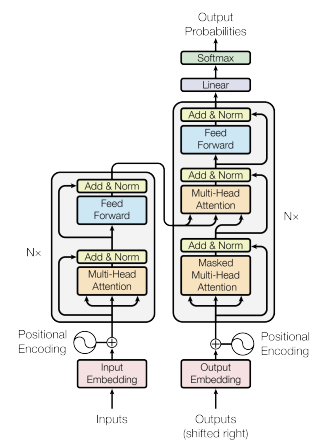 Output
Probabilities
Softmax
Linear
Add & Norm
Feed
Forward
Add & Norm
Multi-Head
Attention
Add & Norm
Masked
Multi-Head
Attention
N×
Add & Norm
Feed
Forward
Add & Norm
Multi-Head
Attention
N×
Positional
Encoding
Positional
Encoding
Input
Embedding
Output
Embedding
Inputs
Outputs
(shifted right)